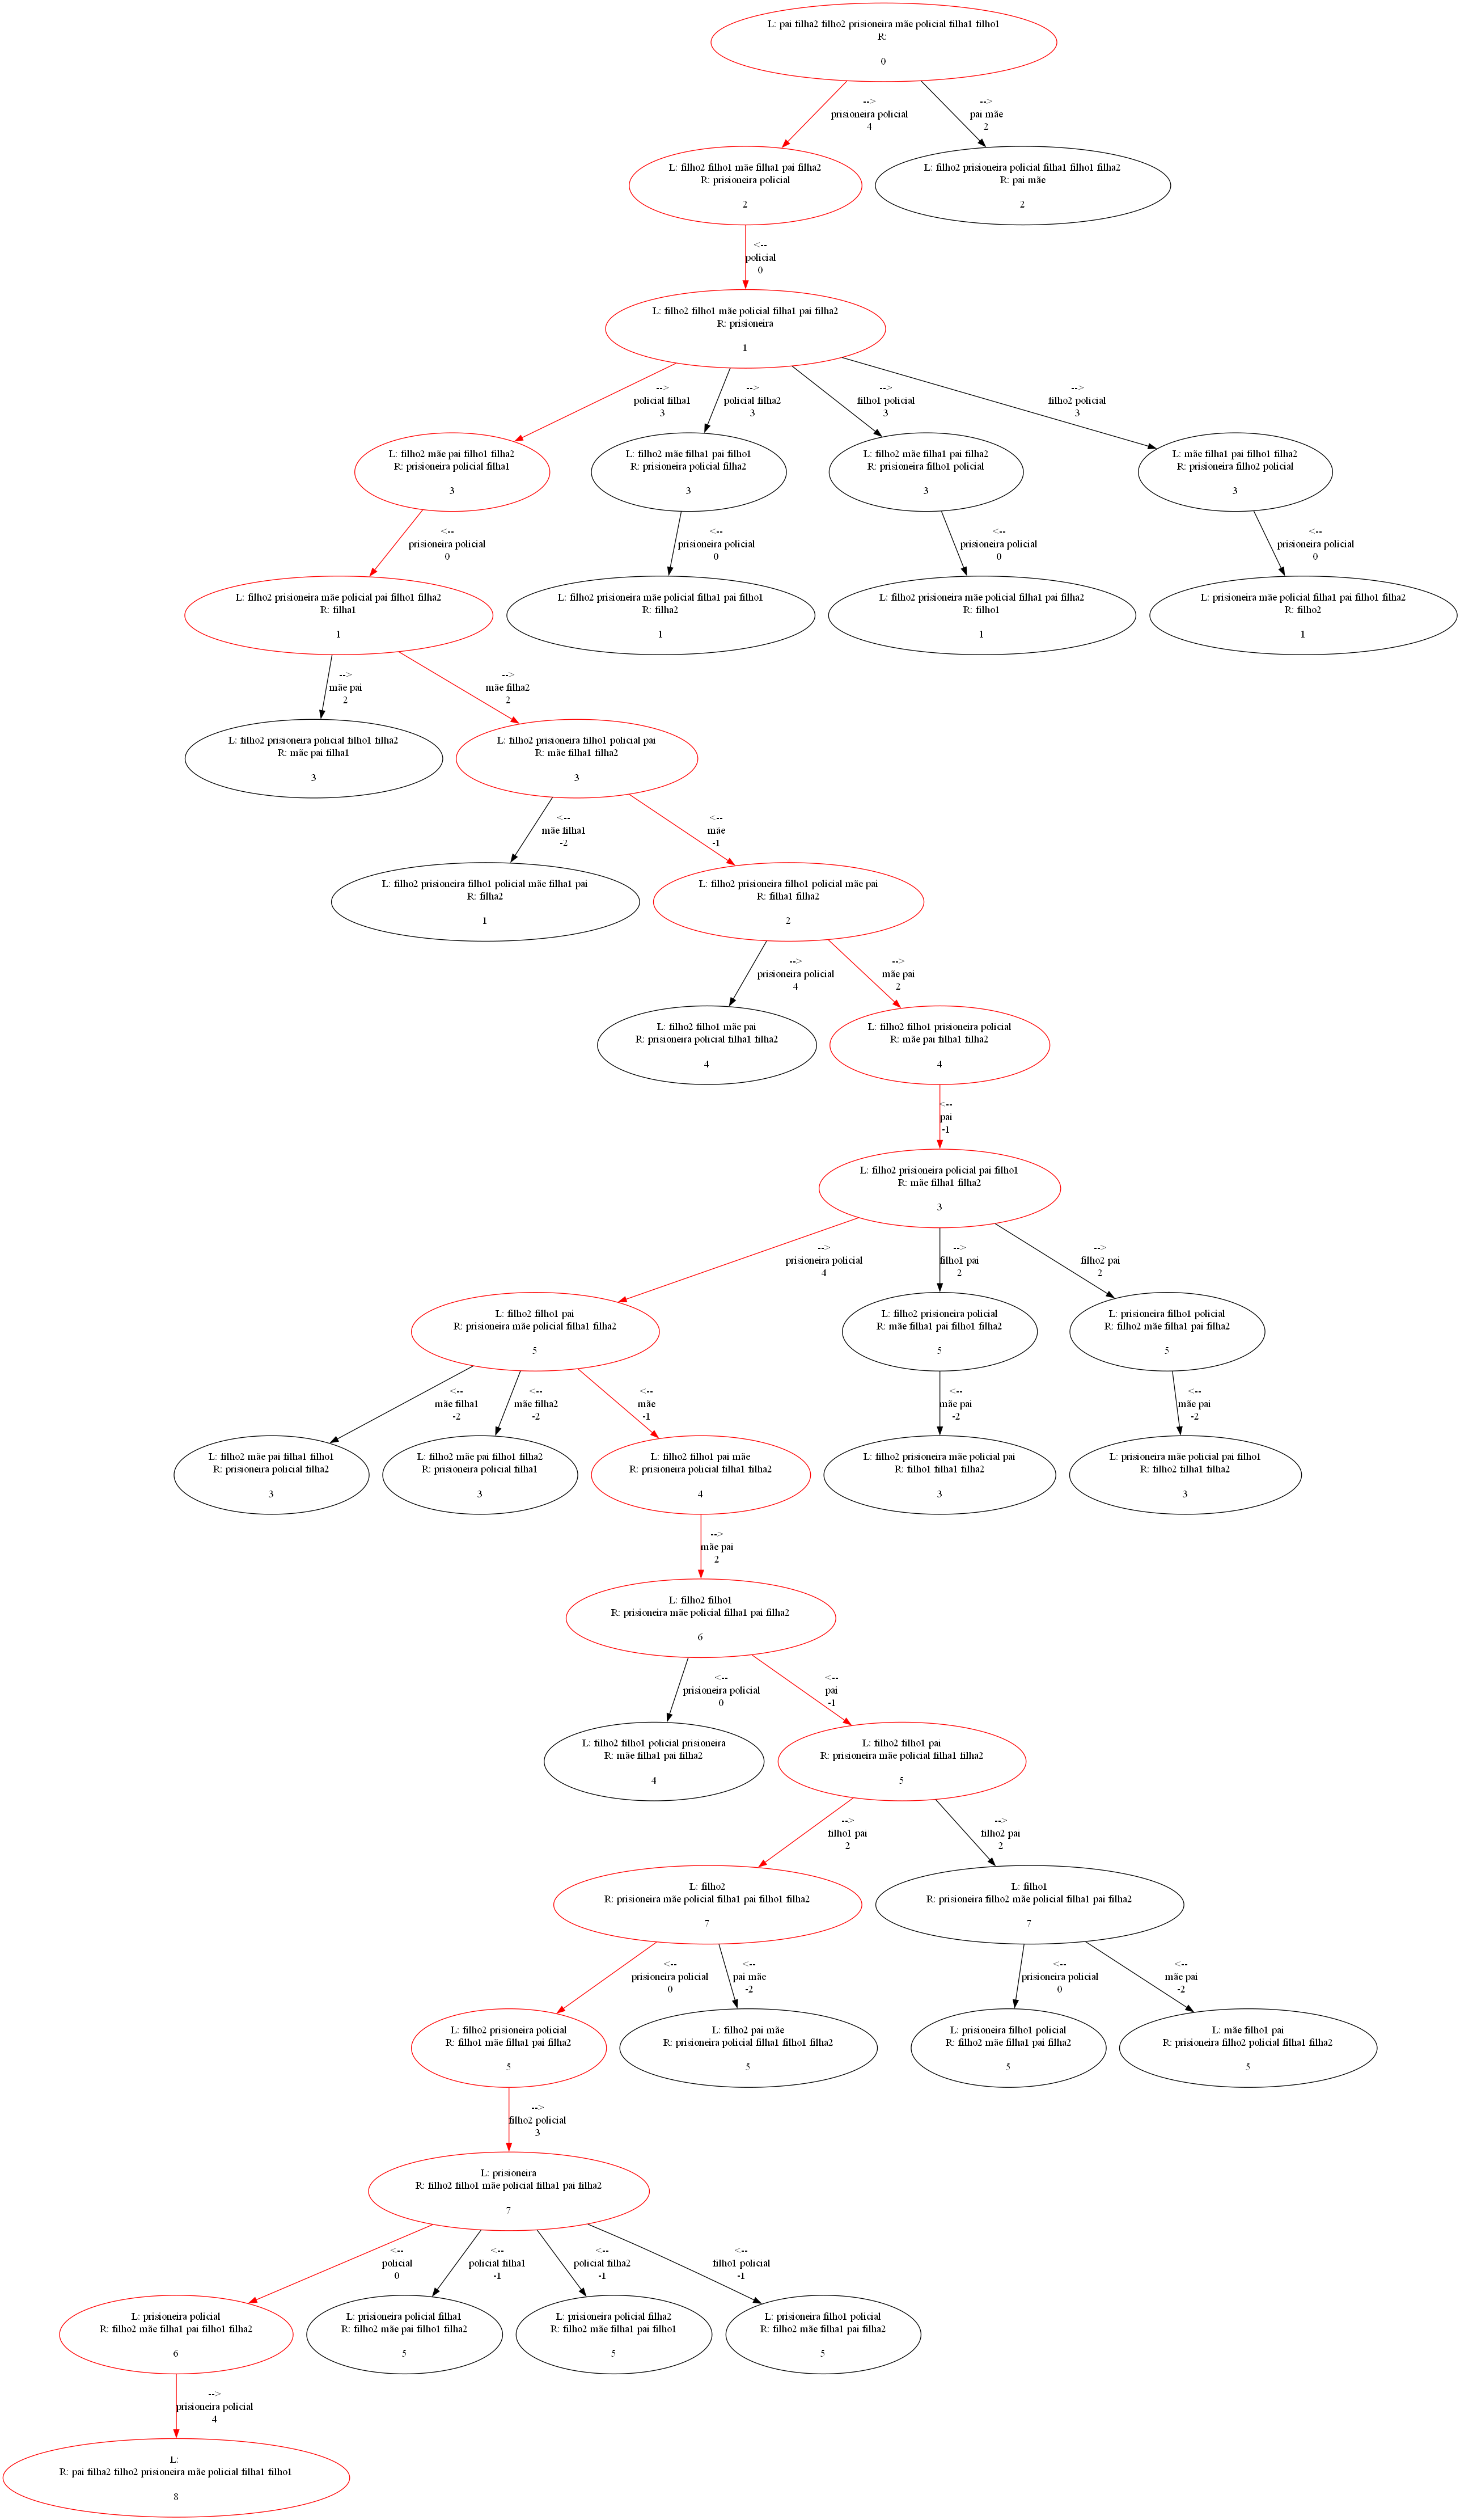 L: pai filha2 filho2 prisioneira mãe policial filha1 filho1
R:
0
-->
prisioneira policial
4
-->
pai mãe
2
L: filho2 filho1 mãe filha1 pai filha2
R: prisioneira policial
2
L: filho2 prisioneira policial filha1 filho1 filha2
R: pai mãe
2
<--
policial
0
L: filho2 filho1 mãe policial filha1 pai filha2
R: prisioneira
1
-->
policial filha1
3
-->
policial filha2
3
-->
filho1 policial
3
-->
filho2 policial
3
L: filho2 mãe pai filho1 filha2
R: prisioneira policial filha1
3
L: filho2 mãe filha1 pai filho1
R: prisioneira policial filha2
3
L: filho2 mãe filha1 pai filha2
R: prisioneira filho1 policial
3
L: mãe filha1 pai filho1 filha2
R: prisioneira filho2 policial
3
<--
prisioneira policial
0
<--
prisioneira policial
0
<--
prisioneira policial
0
<--
prisioneira policial
0
L: filho2 prisioneira mãe policial pai filho1 filha2
R: filha1
1
L: filho2 prisioneira mãe policial filha1 pai filho1
R: filha2
1
L: filho2 prisioneira mãe policial filha1 pai filha2
R: filho1
1
L: prisioneira mãe policial filha1 pai filho1 filha2
R: filho2
1
-->
mãe pai
2
-->
mãe filha2
2
L: filho2 prisioneira policial filho1 filha2
R: mãe pai filha1
3
L: filho2 prisioneira filho1 policial pai
R: mãe filha1 filha2
3
<--
mãe filha1
-2
<--
mãe
-1
L: filho2 prisioneira filho1 policial mãe filha1 pai
R: filha2
1
L: filho2 prisioneira filho1 policial mãe pai
R: filha1 filha2
2
-->
prisioneira policial
4
-->
mãe pai
2
L: filho2 filho1 mãe pai
R: prisioneira policial filha1 filha2
4
L: filho2 filho1 prisioneira policial
R: mãe pai filha1 filha2
4
<--
pai
-1
L: filho2 prisioneira policial pai filho1
R: mãe filha1 filha2
3
-->
prisioneira policial
4
-->
filho1 pai
2
-->
filho2 pai
2
L: filho2 filho1 pai
R: prisioneira mãe policial filha1 filha2
5
L: filho2 prisioneira policial
R: mãe filha1 pai filho1 filha2
5
L: prisioneira filho1 policial
R: filho2 mãe filha1 pai filha2
5
<--
mãe filha1
-2
<--
mãe filha2
-2
<--
mãe
-1
<--
mãe pai
-2
<--
mãe pai
-2
L: filho2 mãe pai filha1 filho1
R: prisioneira policial filha2
3
L: filho2 mãe pai filho1 filha2
R: prisioneira policial filha1
3
L: filho2 filho1 pai mãe
R: prisioneira policial filha1 filha2
4
L: filho2 prisioneira mãe policial pai
R: filho1 filha1 filha2
3
L: prisioneira mãe policial pai filho1
R: filho2 filha1 filha2
3
-->
mãe pai
2
L: filho2 filho1
R: prisioneira mãe policial filha1 pai filha2
6
<--
prisioneira policial
0
<--
pai
-1
L: filho2 filho1 policial prisioneira
R: mãe filha1 pai filha2
4
L: filho2 filho1 pai
R: prisioneira mãe policial filha1 filha2
5
-->
filho1 pai
2
-->
filho2 pai
2
L: filho2
R: prisioneira mãe policial filha1 pai filho1 filha2
7
L: filho1
R: prisioneira filho2 mãe policial filha1 pai filha2
7
<--
prisioneira policial
0
<--
pai mãe
-2
<--
prisioneira policial
0
<--
mãe pai
-2
L: filho2 prisioneira policial
R: filho1 mãe filha1 pai filha2
5
L: filho2 pai mãe
R: prisioneira policial filha1 filho1 filha2
5
L: prisioneira filho1 policial
R: filho2 mãe filha1 pai filha2
5
L: mãe filho1 pai
R: prisioneira filho2 policial filha1 filha2
5
-->
filho2 policial
3
L: prisioneira
R: filho2 filho1 mãe policial filha1 pai filha2
7
<--
policial
0
<--
policial filha1
-1
<--
policial filha2
-1
<--
filho1 policial
-1
L: prisioneira policial
R: filho2 mãe filha1 pai filho1 filha2
6
L: prisioneira policial filha1
R: filho2 mãe pai filho1 filha2
5
L: prisioneira policial filha2
R: filho2 mãe filha1 pai filho1
5
L: prisioneira filho1 policial
R: filho2 mãe filha1 pai filha2
5
-->
prisioneira policial
4
L:
R: pai filha2 filho2 prisioneira mãe policial filha1 filho1
8